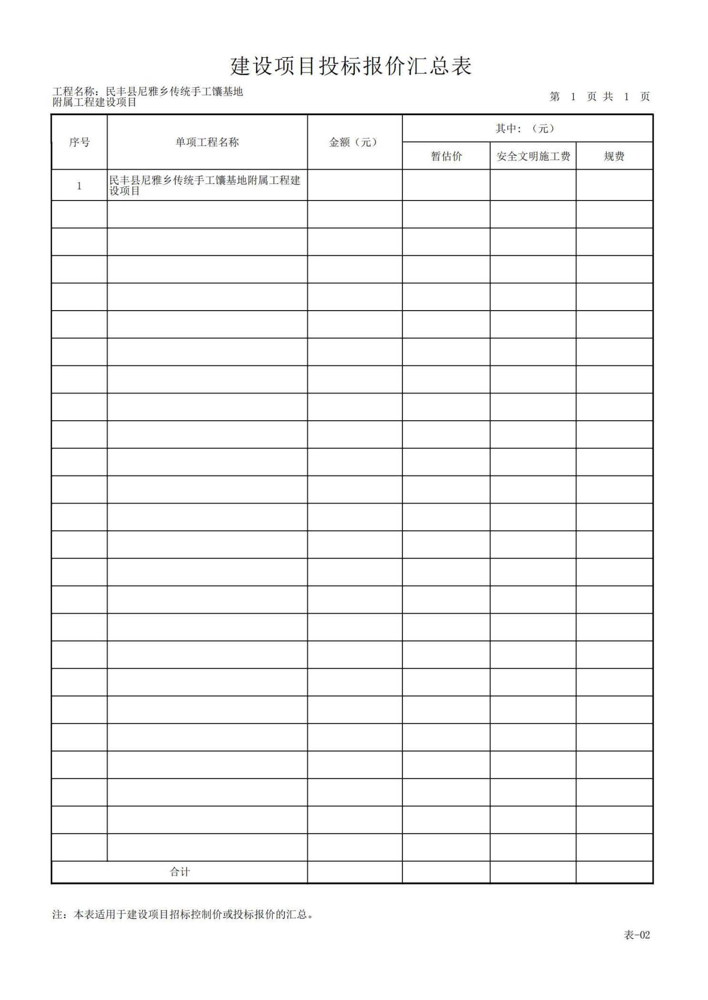 建设项目投标报价汇总表
工程名称：民丰县尼雅乡传统手工馕基地
附属工程建设项目
第 1 页 共 1 页
序号 单项工程名称 金额（元） 其中：（元）
暂估价 安全文明施工费 规费
1 民丰县尼雅乡传统手工馕基地附属工程建
设项目
合计
注：本表适用于建设项目招标控制价或投标报价的汇总。
表-02